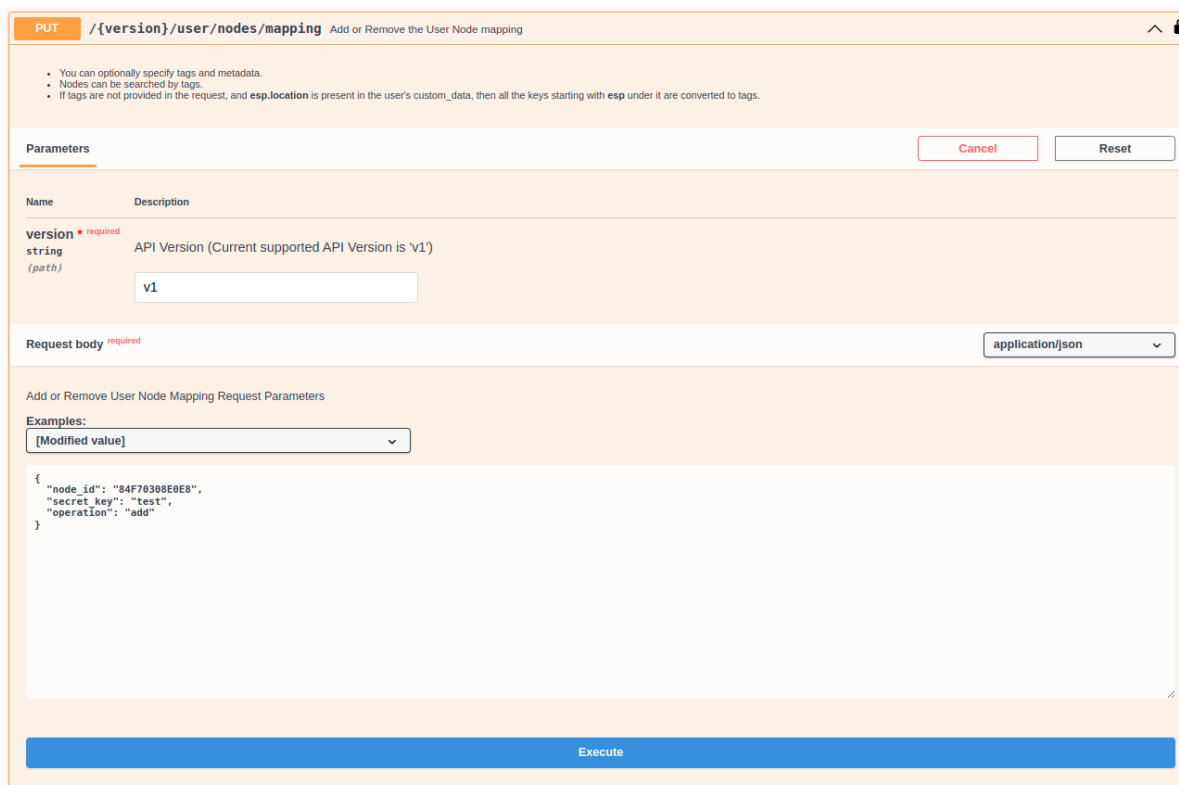 PUT /{version}/user/nodes/mapping Add or Remove the User Node mapping
You can optionally specify tags and metadata.
Nodes can be searched by tags.
If tags are not provided in the request, and esp.location is present in the user's custom_data, then all the keys starting with esp under it are converted to tags.
Parameters
Cancel
Reset
Name Description
version * required
string
(path)
API Version (Current supported API Version is 'v1')
v1
Request body required
application/json
Add or Remove User Node Mapping Request Parameters
Examples:
[Modified value]
{
"node_id": "84F70308E0E8",
"secret_key": "test",
"operation": "add"
}
Execute